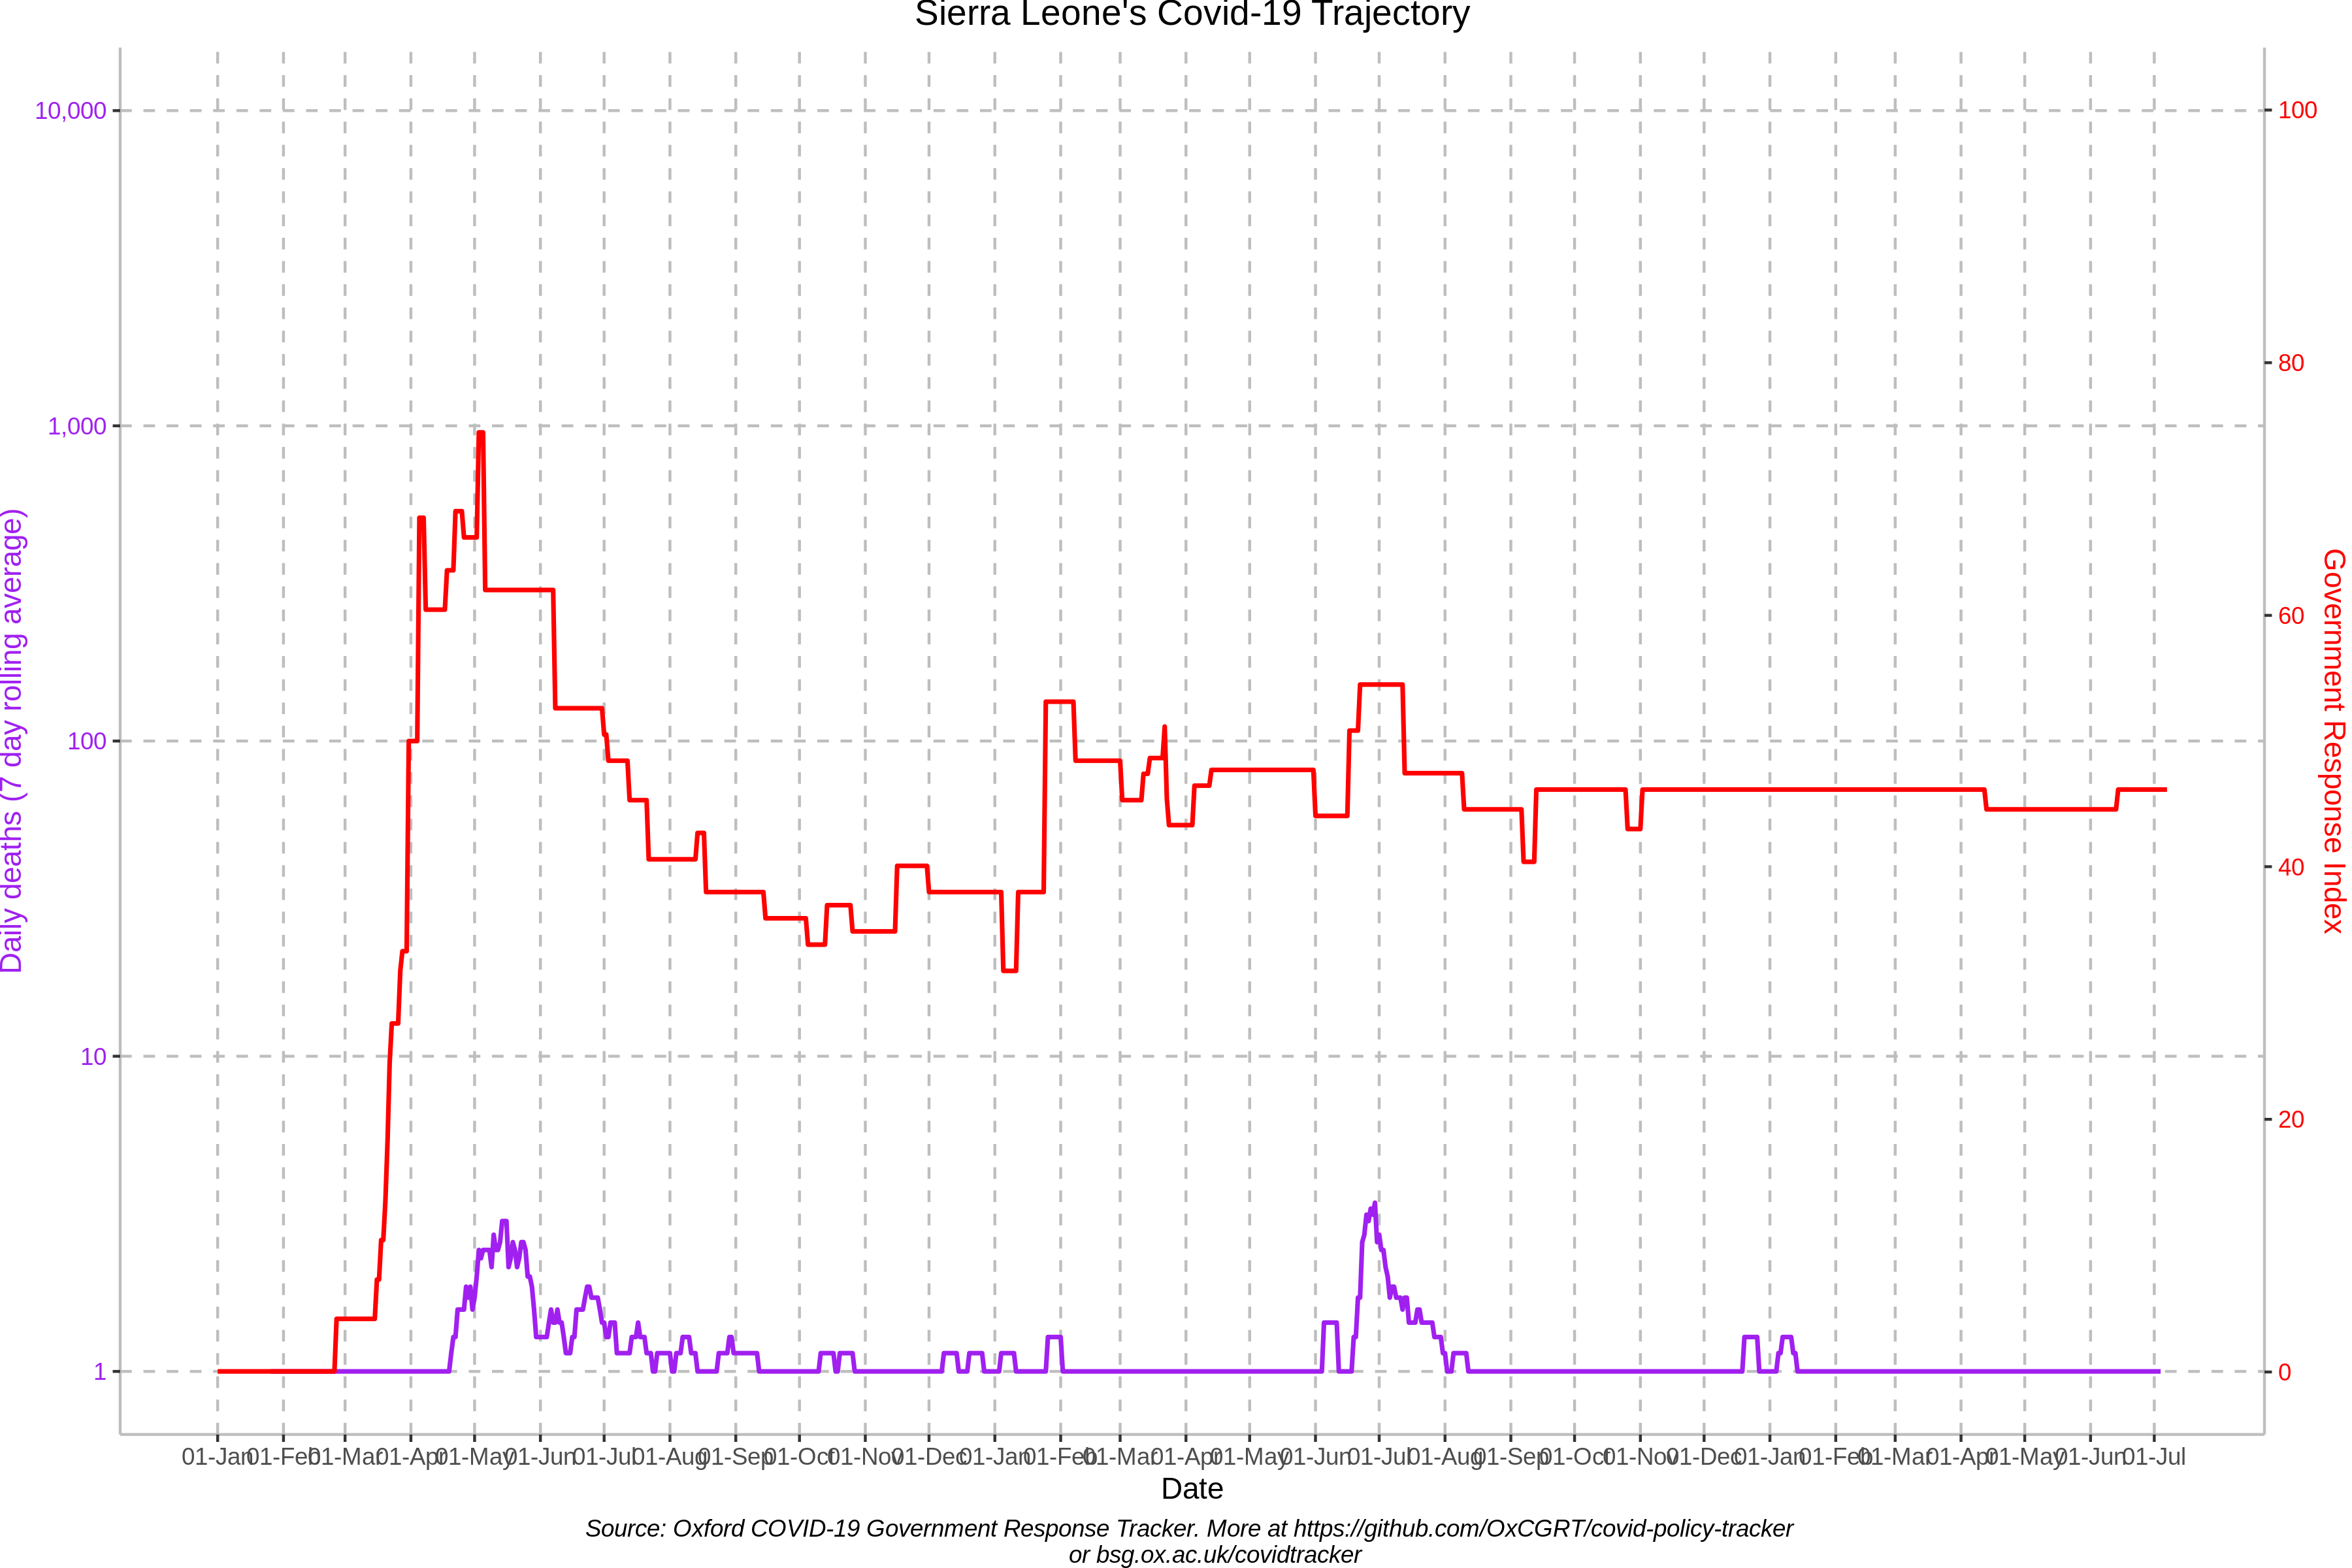 Sierra Leone's Covid-19 Trajectory
10,000
1,000
100
10
1
Daily deaths (7 day rolling average)
100
80
60
40
20
0
Government Response Index
01-Jan 01-Feb 01-Mar 01-Apr 01-May 01-Jun 01-Jul 01-Aug 01-Sep 01-Oct 01-Nov 01-Dec 01-Jan 01-Feb 01-Mar 01-Apr 01-May 01-Jun 01-Jul 01-Aug 01-Sep 01-Oct 01-Nov 01-Dec 01-Jan 01-Feb 01-Mar 01-Apr 01-May 01-Jun 01-Jul
Date
Source: Oxford COVID-19 Government Response Tracker. More at https://github.com/OxCGRT/covid-policy-tracker
or bsg.ox.ac.uk/covidtracker